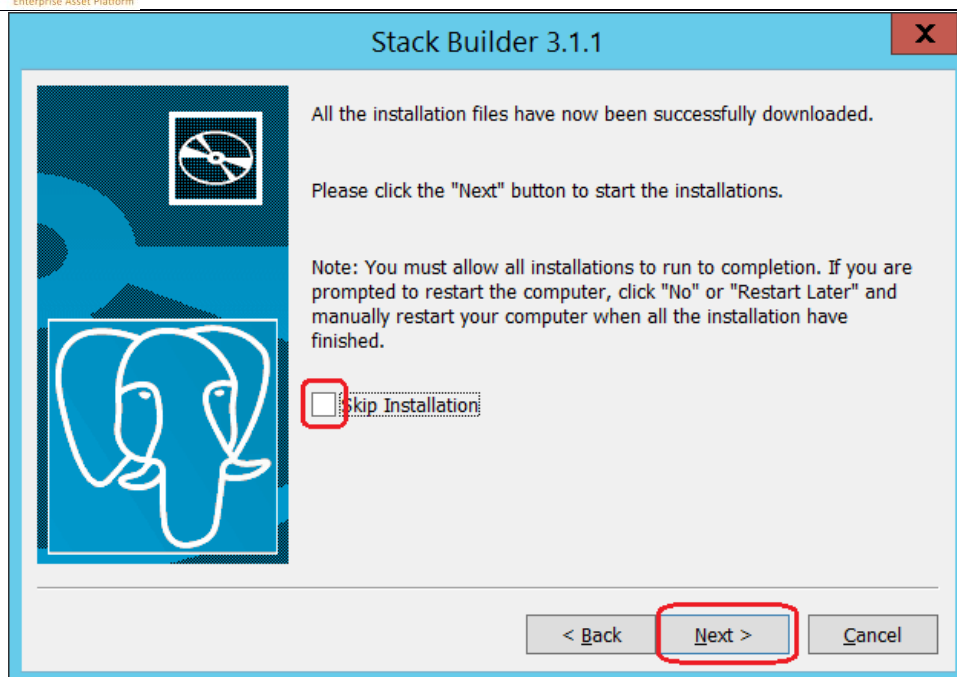 Enterprise Asset Platform
Stack Builder 3.1.1
X
All the installation files have now been successfully downloaded.
Please click the "Next" button to start the installations.
Note: You must allow all installations to run to completion. If you are
prompted to restart the computer, click "No" or "Restart Later" and
manually restart your computer when all the installation have
finished.
Skip Installation
< Back
Next >
Cancel